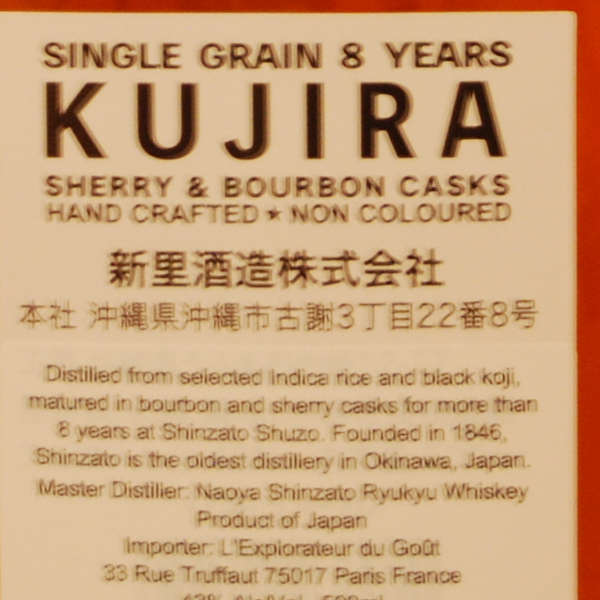 SINGLE GRAIN 8 YEARS
KUJIRA
SHERRY & BOURBON CASKS
HAND CRAFTED ★ NON COLOURED
新里酒造株式会社
本社 沖縄県沖縄市古謝3丁目22番8号
Distilled from selected Indica rice and black koji,
matured in bourbon and sherry casks for more than
8 years at Shinzato Shuzo. Founded in 1846,
Shinzato is the oldest distillery in Okinawa, Japan.
Master Distiller: Naoya Shinzato Ryukyu Whiskey
Product of Japan
Importer: L'Explorateur du Goût
33 Rue Truffaut 75017 Paris France